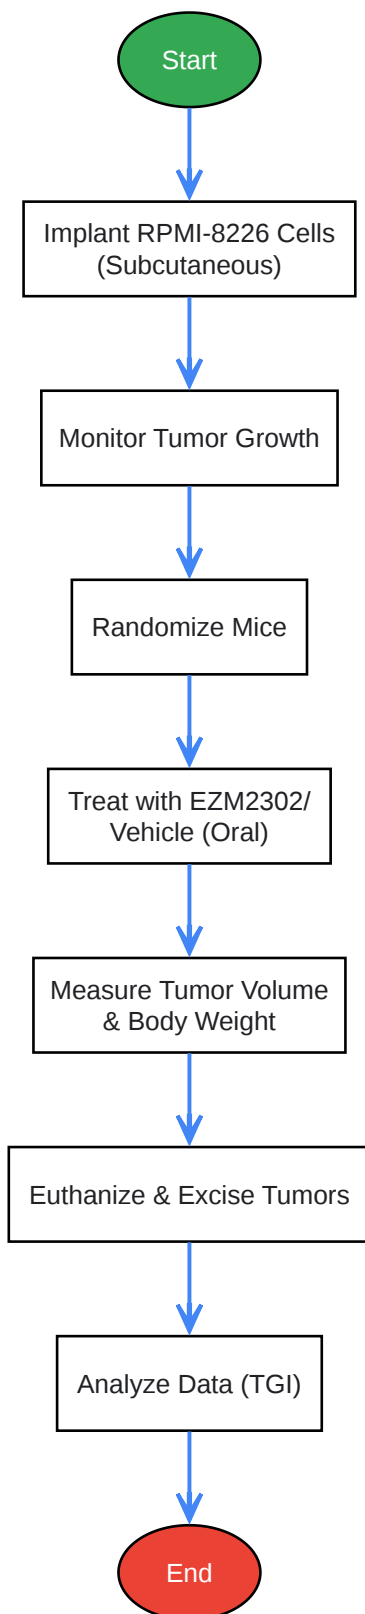 Start
Implant RPMI-8226 Cells
(Subcutaneous)
Monitor Tumor Growth
Randomize Mice
Treat with EZM2302/
Vehicle (Oral)
Measure Tumor Volume
& Body Weight
Euthanize & Excise Tumors
Analyze Data (TGI)
End